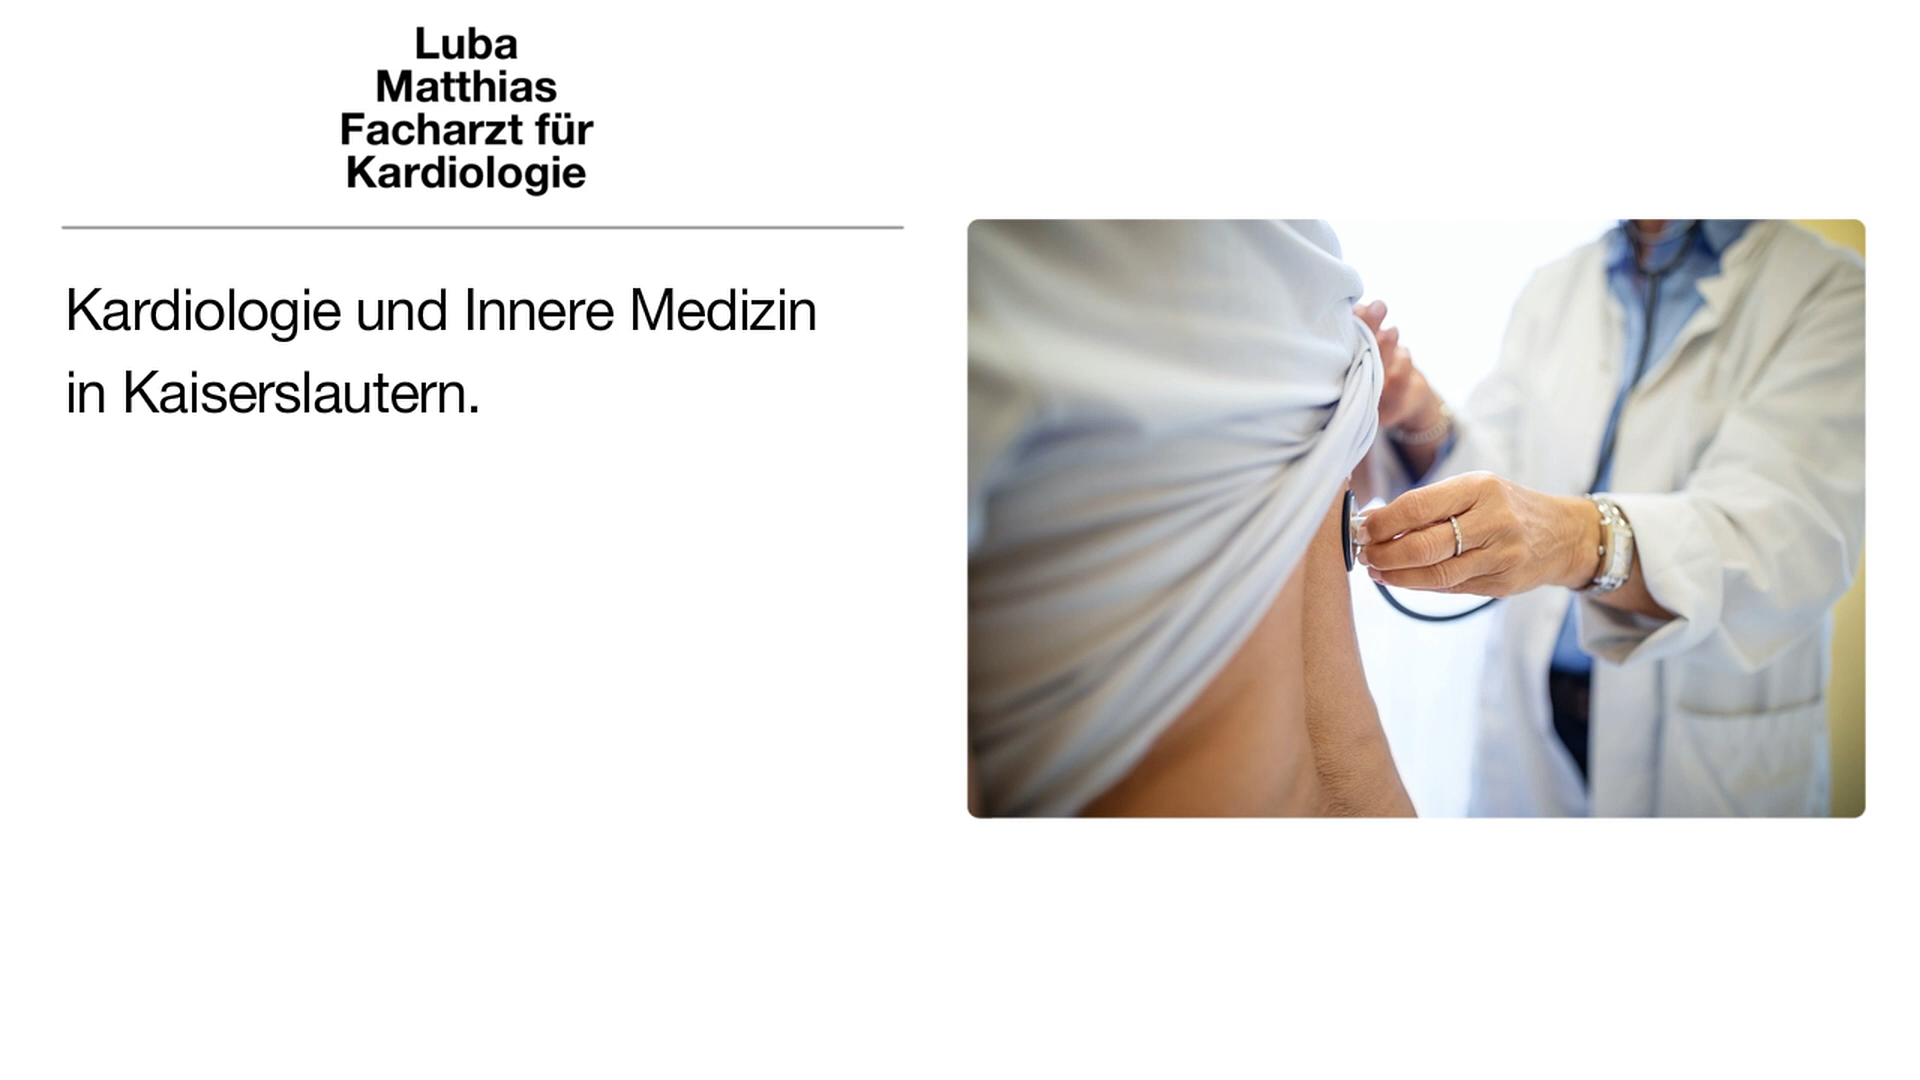 Luba
Matthias
Facharzt für
Kardiologie
Kardiologie und Innere Medizin
in Kaiserslautern.